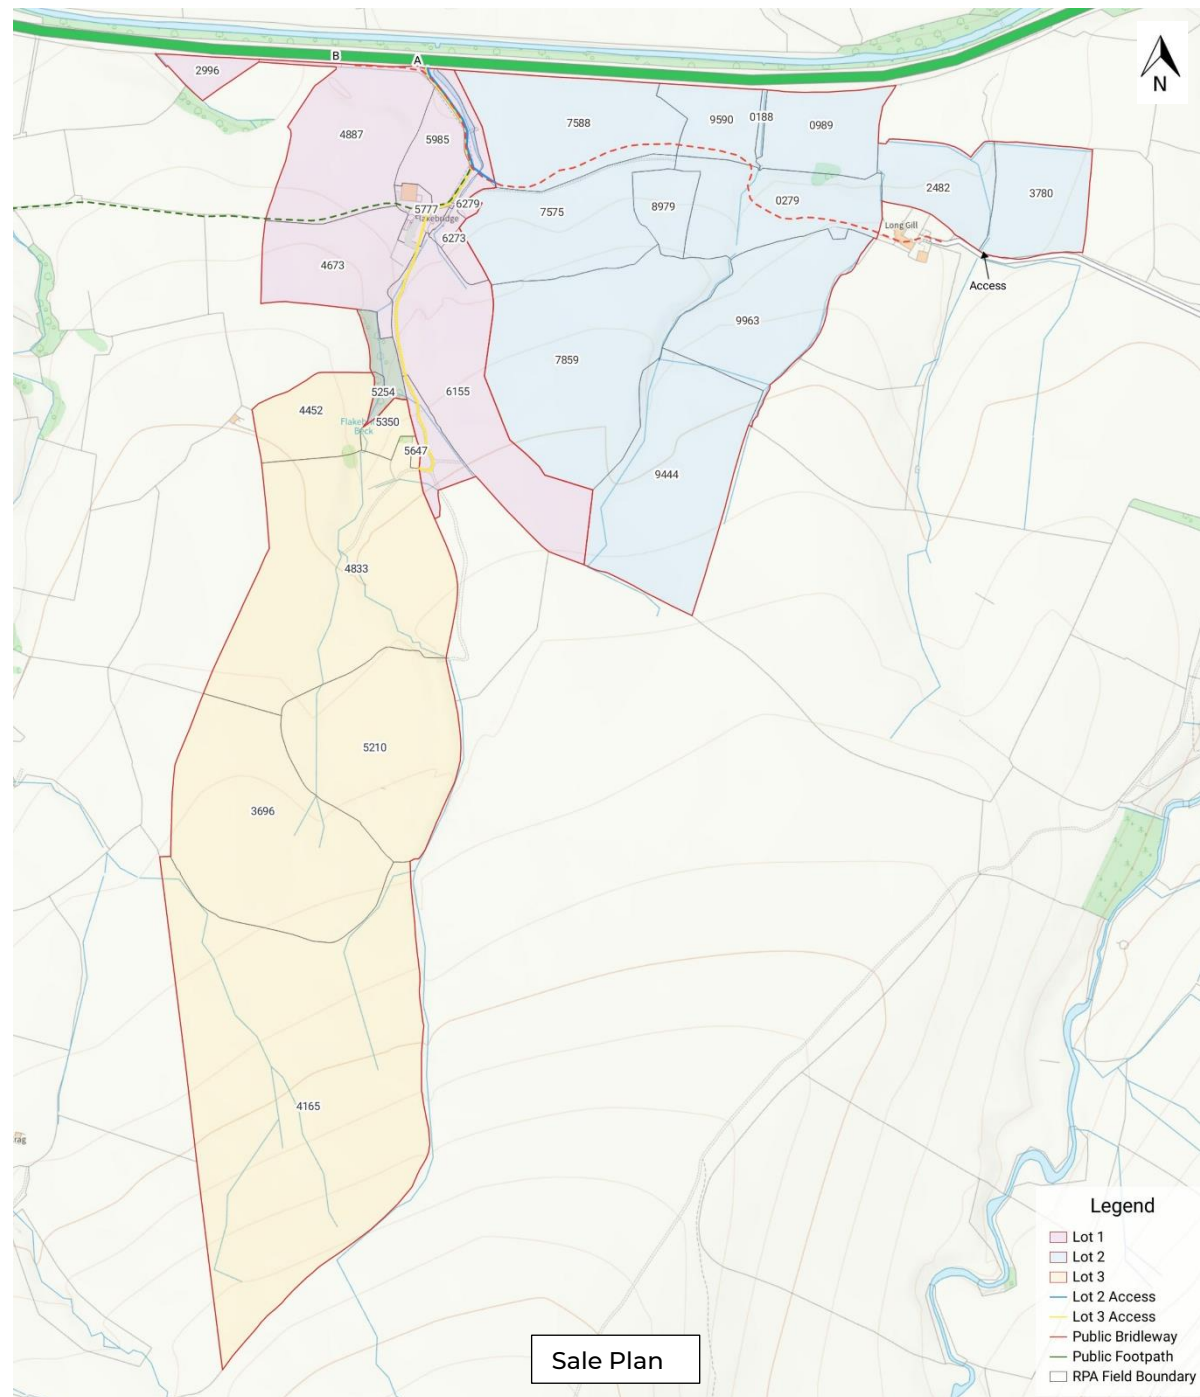 B
A
N
2996
4887
5985
7588
9590
0188
0989
2482
3780
5777
6279
6273
7575
8979
0279
Long Gill
Access
4673
9963
7859
5254
6155
4452
5350
Beck
5647
9444
4833
5210
3696
4165
Legend
Lot 1
Lot 2
Lot 3
Lot 2 Access
Lot 3 Access
Public Bridleway
Public Footpath
RPA Field Boundary
Sale Plan